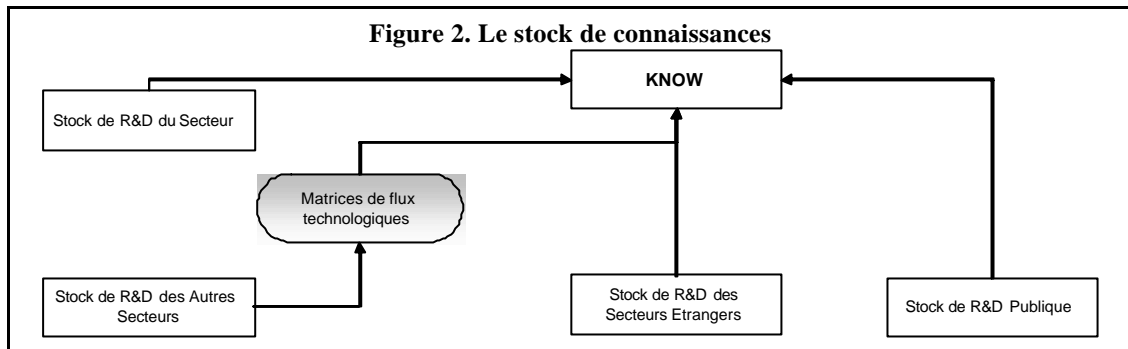 Figure 2. Le stock de connaissances
KNOW
Stock de R&D du Secteur
Matrices de flux
technologiques
Stock de R&D des Autres
Secteurs
Stock de R&D des
Secteurs Etrangers
Stock de R&D Publique